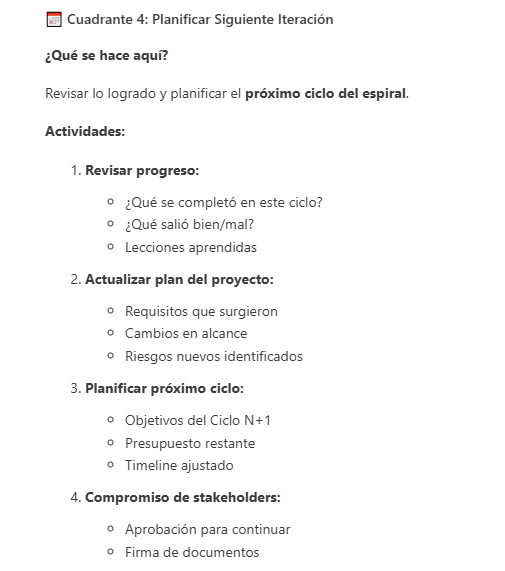 Cuadrante 4: Planificar Siguiente Iteración
¿Qué se hace aquí?
Revisar lo logrado y planificar el próximo ciclo del espiral.
Actividades:
1. Revisar progreso:
¿Qué se completó en este ciclo?
¿Qué salió bien/mal?
Lecciones aprendidas
2. Actualizar plan del proyecto:
Requisitos que surgieron
Cambios en alcance
Riesgos nuevos identificados
3. Planificar próximo ciclo:
Objetivos del Ciclo N+1
Presupuesto restante
Timeline ajustado
4. Compromiso de stakeholders:
Aprobación para continuar
Firma de documentos